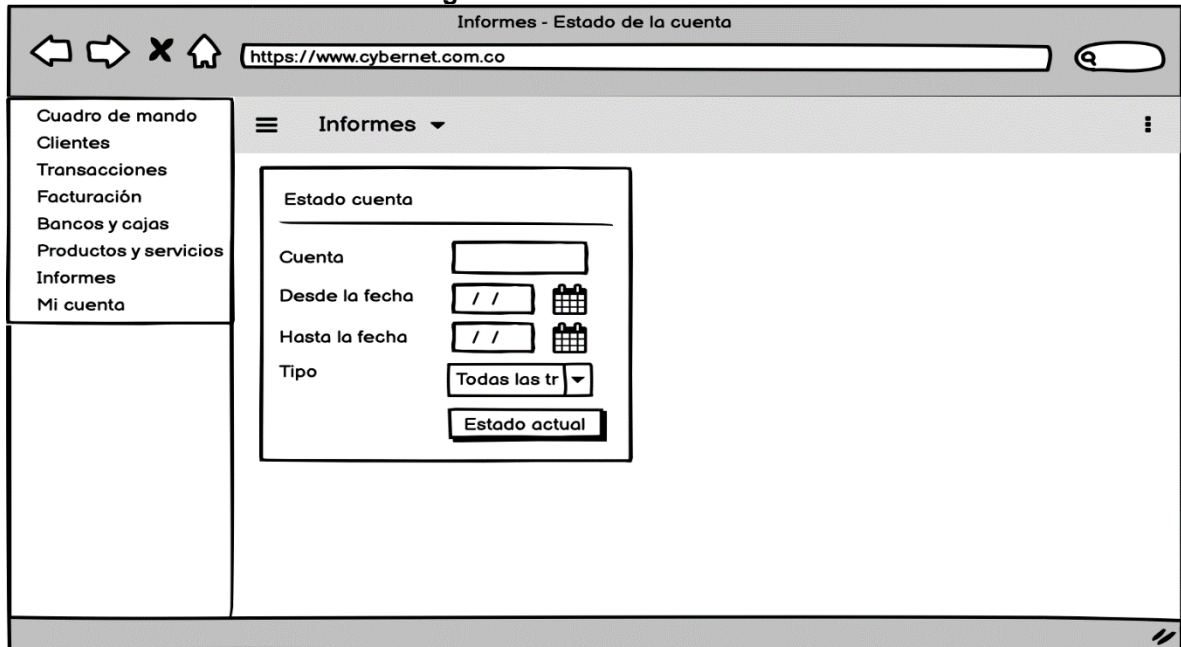 Informes - Estado de la cuenta
https://www.cybernet.com.co
Cuadro de mando
Clientes
Transacciones
Facturación
Bancos y cajas
Productos y servicios
Informes
Mi cuenta
Informes
Estado cuenta
Cuenta
Desde la fecha / /
Hasta la fecha / /
Tipo Todas las tr
Estado actual